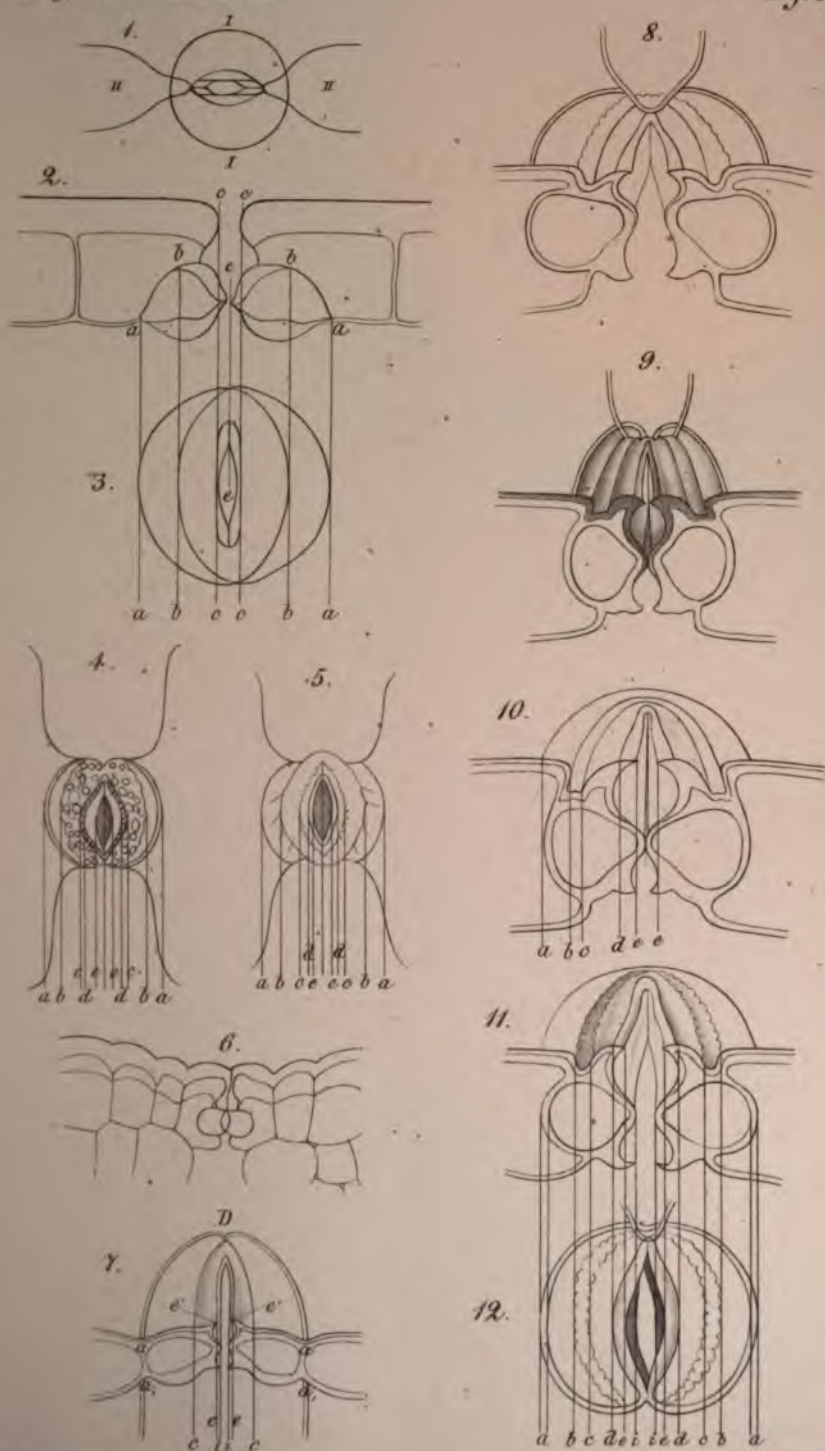 1.
I
II
II
I
2.
c c
b e b
a a
3.
e
a b c c b a
4.
c e e c
a b d d b a
5.
d d
a b c e e c b a
6.
7.
D
e' e'
a a
a, a,
e e
c i i c
8.
9.
10.
a b c d e e
11.
12.
a b c d e i i e d c b a